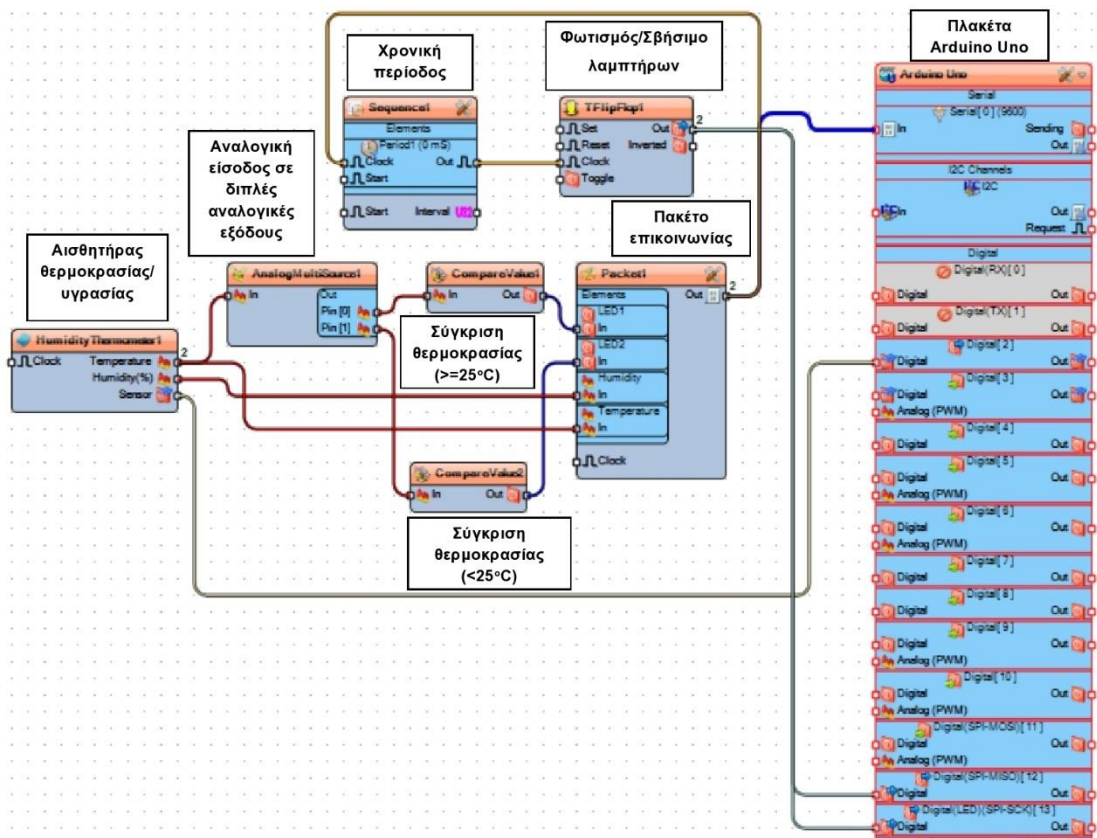 Χρονική
περίοδος
Φωτισμός/Σβήσιμο
λαμπτήρων
Πλακέτα
Arduino Uno
Αναλογική
είσοδος σε
διπλές
αναλογικές
εξόδους
Sequence1
Elements
Period1 (0 mS)
Clock Out
Start
Start Interval U32
TFlipFlop1
2
Set Out
Reset Inverted
Clock
Toggle
Πακέτο
επικοινωνίας
Αισθητήρας
θερμοκρασίας/
υγρασίας
HumidityThermometer1
2
Clock Temperature
Humidity(%)
Sensor
AnalogMultiSource1
In Out
Pin [0]
Pin [1]
CompareValue1
In Out
Σύγκριση
θερμοκρασίας
(>=25°C)
Packet1
2
Elements Out
LED1
In
LED2
In
Humidity
In
Temperature
In
Clock
CompareValue2
In Out
Σύγκριση
θερμοκρασίας
(<25°C)
Arduino Uno
Serial
Serial[0] (9600)
In Sending
Out
I2C Channels
I2C
In Out
Request
Digital
Digital(RX)[0]
Digital Out
Digital(TX)[1]
Digital Out
Digital[2]
Digital Out
Digital[3]
Digital Out
Analog (PWM)
Digital[4]
Digital Out
Digital[5]
Digital Out
Analog (PWM)
Digital[6]
Digital Out
Analog (PWM)
Digital[7]
Digital Out
Digital[8]
Digital Out
Digital[9]
Digital Out
Analog (PWM)
Digital[10]
Digital Out
Analog (PWM)
Digital(SPI-MOSI)[11]
Digital Out
Analog (PWM)
Digital(SPI-MISO)[12]
Digital Out
Digital(LED)(SPI-SCK)[13]
Digital Out